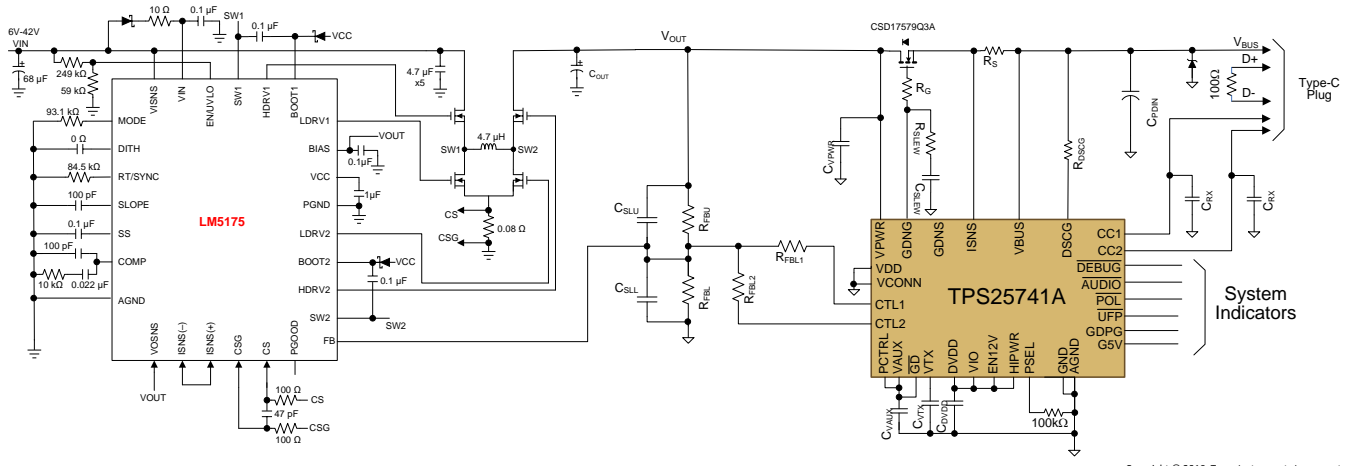 6V-42V
VIN
10 Ω
0.1 µF
SW1
0.1 µF
VCC
68 µF
249 kΩ
59 kΩ
4.7 µF
x5
COUT
VOUT
CSD17579Q3A
RS
VBUS
D+
D-
100Ω
Type-C
Plug
RG
RSLEW
CSLEW
CVPWR
RDSCG
CPDIN
CRX
CRX
VISNS
VIN
EN/UVLO
SW1
HDRV1
BOOT1
93.1 kΩ
MODE
0 Ω
DITH
84.5 kΩ
RT/SYNC
100 pF
SLOPE
0.1 µF
SS
100 pF
COMP
10 kΩ
0.022 µF
AGND
LM5175
LDRV1
BIAS
VOUT
0.1µF
VCC
1µF
PGND
LDRV2
BOOT2
VCC
0.1 µF
HDRV2
SW2
SW2
FB
VOSNS
ISNS(–)
ISNS(+)
CSG
CS
PGOOD
VOUT
100 Ω
CS
47 pF
CSG
100 Ω
4.7 µH
SW1
SW2
CS
CSG
0.08 Ω
CSLU
RFBU
CSLL
RFBL
RFBL2
RFBL1
VPWR
GDNG
GDNS
ISNS
VBUS
DSCG
VDD
VCONN
CTL1
CTL2
TPS25741A
CC1
CC2
DEBUG
AUDIO
POL
UFP
GDPG
G5V
System
Indicators
PCTRL
VAUX
GD
VTX
DVDD
VIO
EN12V
HIPWR
PSEL
GND
AGND
CVAUX
CVTX
CDVDD
100kΩ